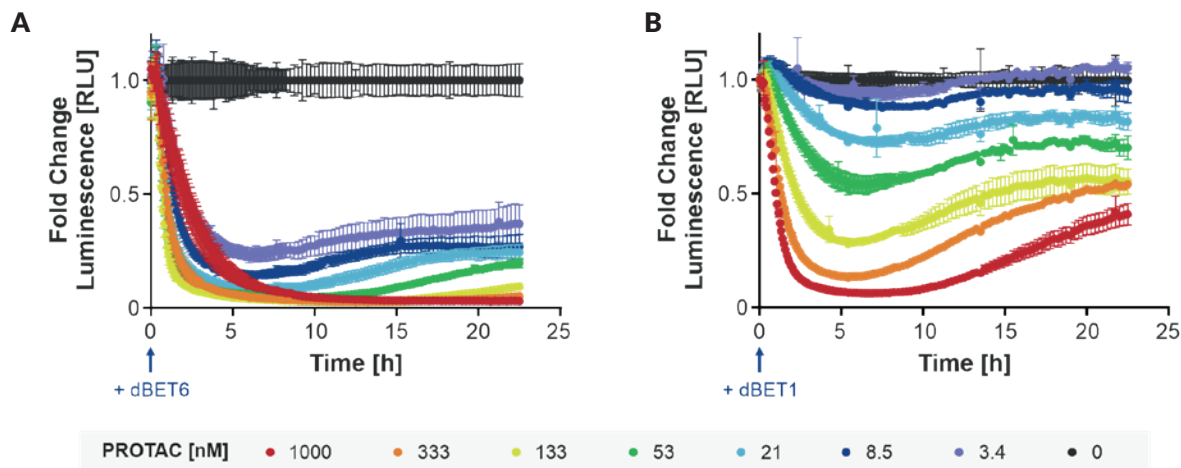 A
B
Fold Change
Luminescence [RLU]
1.0
0.5
0
0 5 10 15 20 25
Time [h]
+ dBET6
Fold Change
Luminescence [RLU]
1.0
0.5
0
0 5 10 15 20 25
Time [h]
+ dBET1
PROTAC [nM] 1000 333 133 53 21 8.5 3.4 0